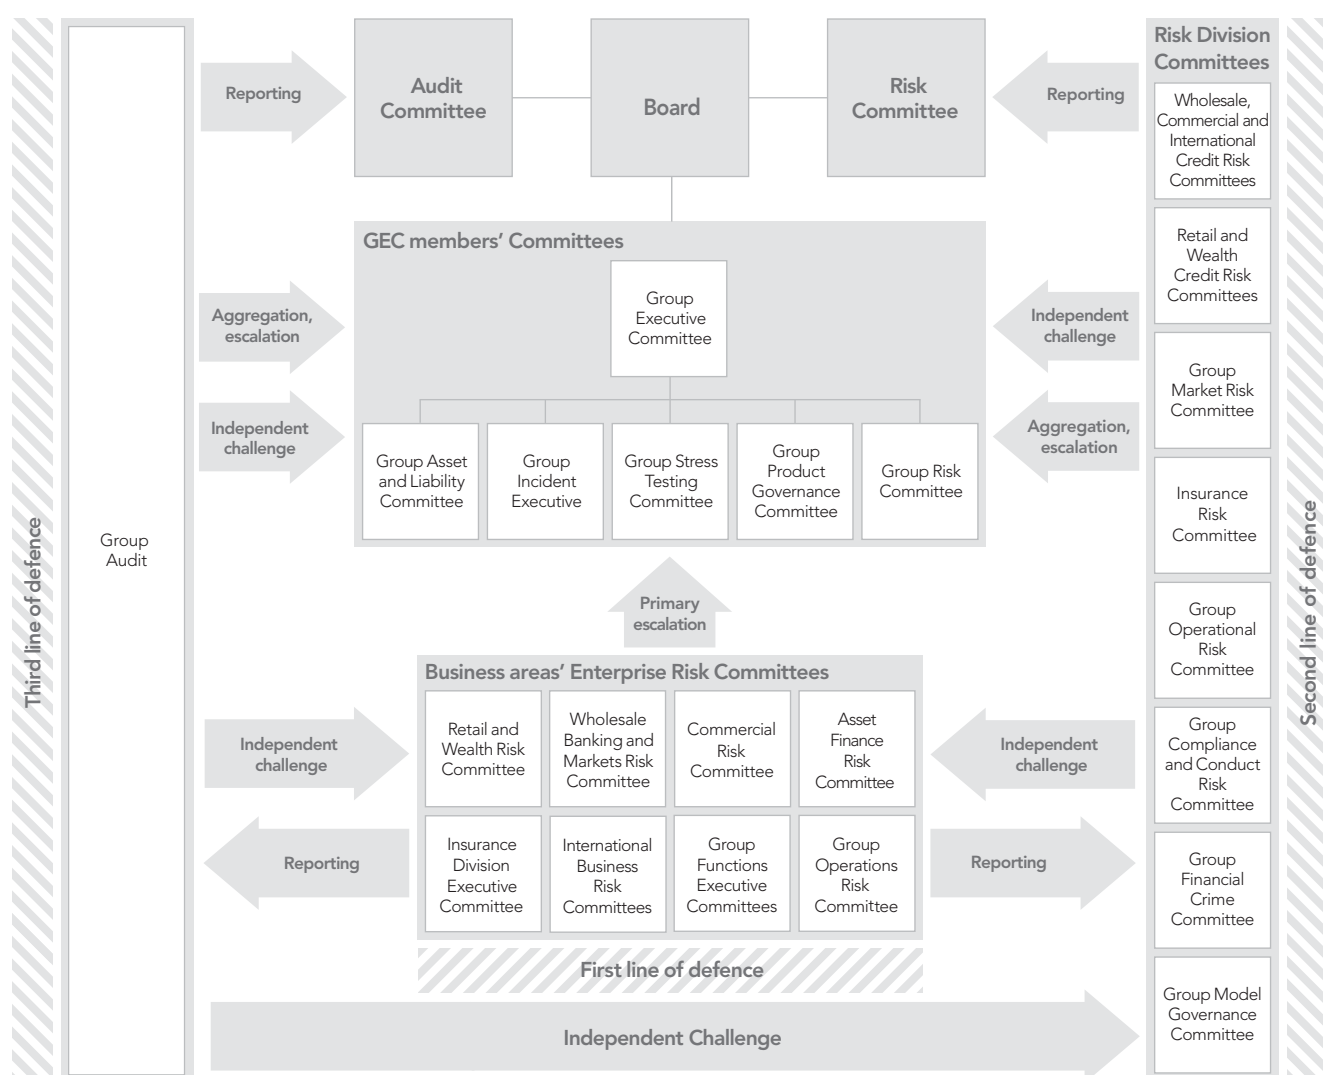 Third line of defence
Group
Audit
Reporting
Audit
Committee
Board
Risk
Committee
Reporting
GEC members’ Committees
Group
Executive
Committee
Aggregation,
escalation
Independent
challenge
Independent
challenge
Aggregation,
escalation
Group Asset
and Liability
Committee
Group
Incident
Executive
Group Stress
Testing
Committee
Group
Product
Governance
Committee
Group Risk
Committee
Primary
escalation
Business areas’ Enterprise Risk Committees
Retail and
Wealth Risk
Committee
Wholesale
Banking and
Markets Risk
Committee
Commercial
Risk
Committee
Asset
Finance
Risk
Committee
Insurance
Division
Executive
Committee
International
Business
Risk
Committees
Group
Functions
Executive
Committees
Group
Operations
Risk
Committee
Independent
challenge
Reporting
Independent
challenge
Reporting
First line of defence
Independent Challenge
Risk Division
Committees
Wholesale,
Commercial and
International
Credit Risk
Committees
Retail and
Wealth
Credit Risk
Committees
Group
Market Risk
Committee
Insurance
Risk
Committee
Group
Operational
Risk
Committee
Group
Compliance
and Conduct
Risk
Committee
Group
Financial
Crime
Committee
Group Model
Governance
Committee
Second line of defence